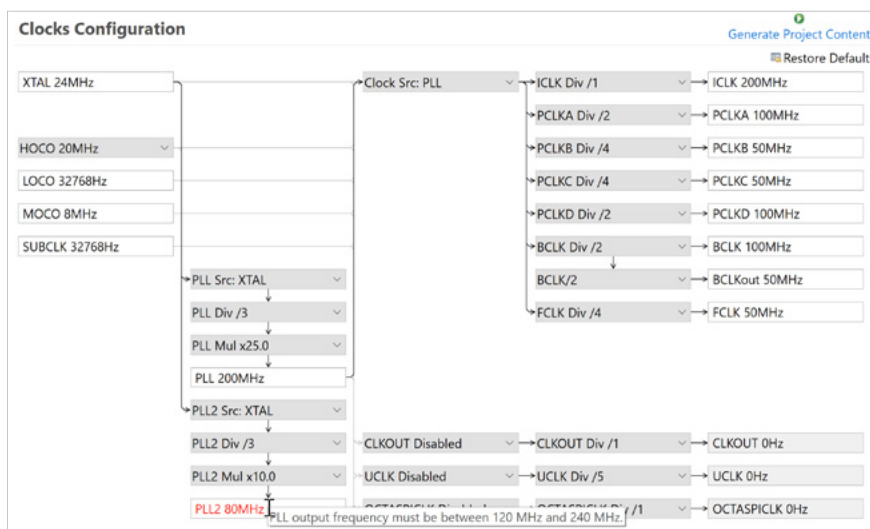 Clocks Configuration
Generate Project Content
Restore Default
XTAL 24MHz
Clock Src: PLL
ICLK Div /1
ICLK 200MHz
PCLKA Div /2
PCLKA 100MHz
HOCO 20MHz
PCLKB Div /4
PCLKB 50MHz
LOCO 32768Hz
PCLKC Div /4
PCLKC 50MHz
MOCO 8MHz
PCLKD Div /2
PCLKD 100MHz
SUBCLK 32768Hz
BCLK Div /2
BCLK 100MHz
PLL Src: XTAL
BCLK/2
BCLKout 50MHz
PLL Div /3
FCLK Div /4
FCLK 50MHz
PLL Mul x25.0
PLL 200MHz
PLL2 Src: XTAL
PLL2 Div /3
CLKOUT Disabled
CLKOUT Div /1
CLKOUT 0Hz
PLL2 Mul x10.0
UCLK Disabled
UCLK Div /5
UCLK 0Hz
PLL2 80MHz
/1
OCTASPICLK 0Hz
PLL output frequency must be between 120 MHz and 240 MHz.